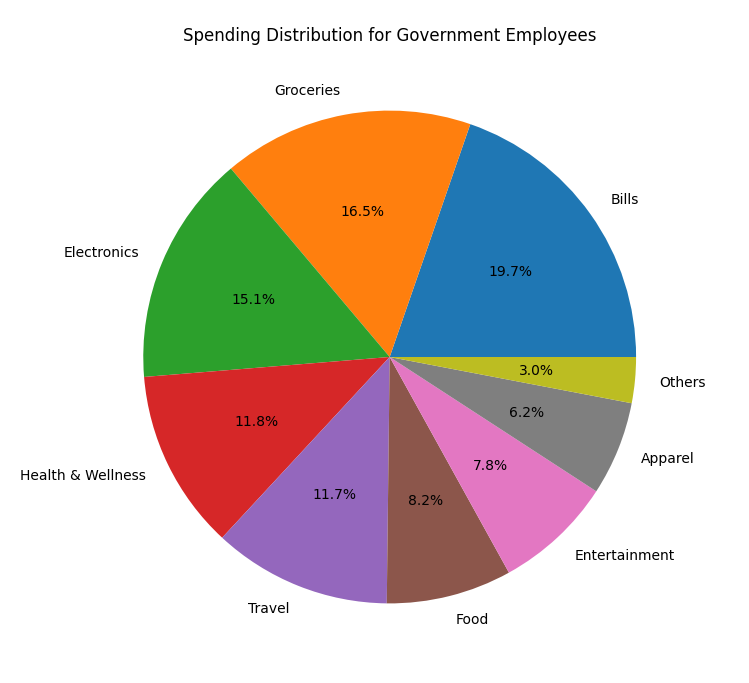 Spending Distribution for Government Employees
Groceries
Bills
16.5%
Electronics
19.7%
15.1%
3.0%
Others
6.2%
11.8%
Apparel
7.8%
Health & Wellness
11.7%
8.2%
Entertainment
Travel
Food